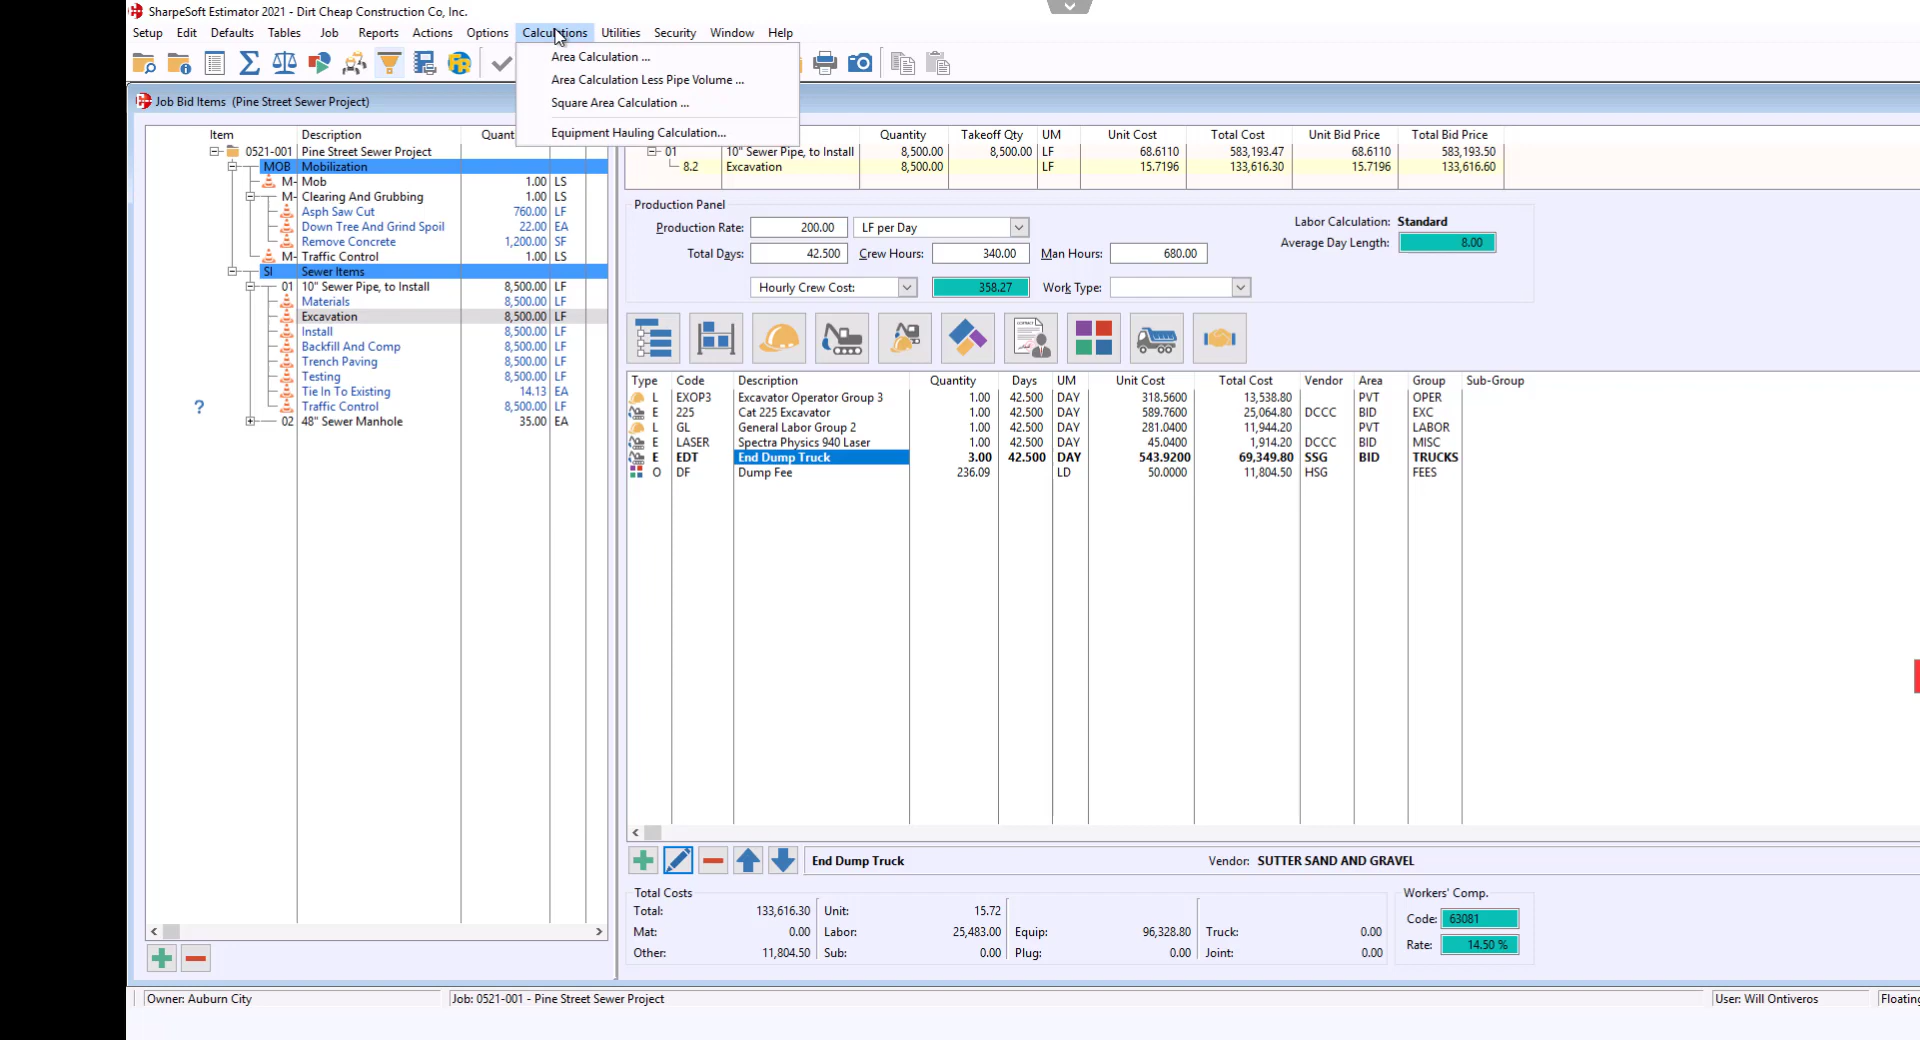 SharpeSoft Estimator 2021 - Dirt Cheap Construction Co, Inc.
Setup Edit Defaults Tables Job Reports Actions Options Calculations Utilities Security Window Help
Area Calculation ...
Area Calculation Less Pipe Volume ...
Square Area Calculation ...
Equipment Hauling Calculation...
Job Bid Items (Pine Street Sewer Project)
Item Description Quant
0521-001 Pine Street Sewer Project
MOB Mobilization
M- Mob 1.00 LS
M- Clearing And Grubbing 1.00 LS
Asph Saw Cut 760.00 LF
Down Tree And Grind Spoil 22.00 EA
Remove Concrete 1,200.00 SF
M- Traffic Control 1.00 LS
SI Sewer Items
01 10" Sewer Pipe, to Install 8,500.00 LF
Materials 8,500.00 LF
Excavation 8,500.00 LF
Install 8,500.00 LF
Backfill And Comp 8,500.00 LF
Trench Paving 8,500.00 LF
Testing 8,500.00 LF
Tie In To Existing 14.13 EA
? Traffic Control 8,500.00 LF
02 48" Sewer Manhole 35.00 EA
Quantity Takeoff Qty UM Unit Cost Total Cost Unit Bid Price Total Bid Price
01 10" Sewer Pipe, to Install 8,500.00 8,500.00 LF 68.6110 583,193.47 68.6110 583,193.50
8.2 Excavation 8,500.00 LF 15.7196 133,616.30 15.7196 133,616.60
Production Panel
Production Rate: 200.00 LF per Day
Labor Calculation: Standard
Total Days: 42.500 Crew Hours: 340.00 Man Hours: 680.00
Average Day Length: 8.00
Hourly Crew Cost: 358.27 Work Type:
CONTRACT
Type Code Description Quantity Days UM Unit Cost Total Cost Vendor Area Group Sub-Group
L EXOP3 Excavator Operator Group 3 1.00 42.500 DAY 318.5600 13,538.80 PVT OPER
E 225 Cat 225 Excavator 1.00 42.500 DAY 589.7600 25,064.80 DCCC BID EXC
L GL General Labor Group 2 1.00 42.500 DAY 281.0400 11,944.20 PVT LABOR
E LASER Spectra Physics 940 Laser 1.00 42.500 DAY 45.0400 1,914.20 DCCC BID MISC
E EDT End Dump Truck 3.00 42.500 DAY 543.9200 69,349.80 SSG BID TRUCKS
O DF Dump Fee 236.09 LD 50.0000 11,804.50 HSG FEES
End Dump Truck Vendor: SUTTER SAND AND GRAVEL
Total Costs
Total: 133,616.30 Unit: 15.72
Mat: 0.00 Labor: 25,483.00 Equip: 96,328.80 Truck: 0.00
Other: 11,804.50 Sub: 0.00 Plug: 0.00 Joint: 0.00
Workers' Comp.
Code: 63081
Rate: 14.50 %
Owner: Auburn City Job: 0521-001 - Pine Street Sewer Project User: Will Ontiveros Floating